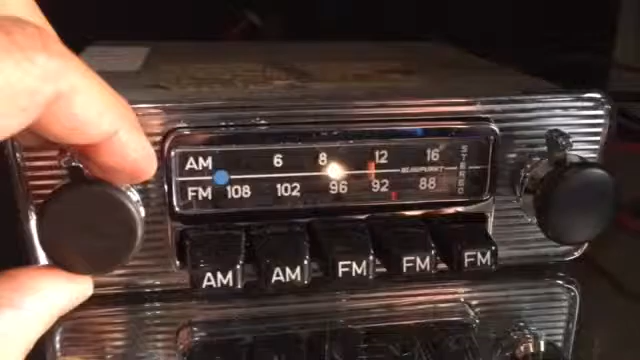 AM 6 8 12 16
BLAUPUNKT
FM 108 102 96 92 88
STEREO
AM AM FM FM FM